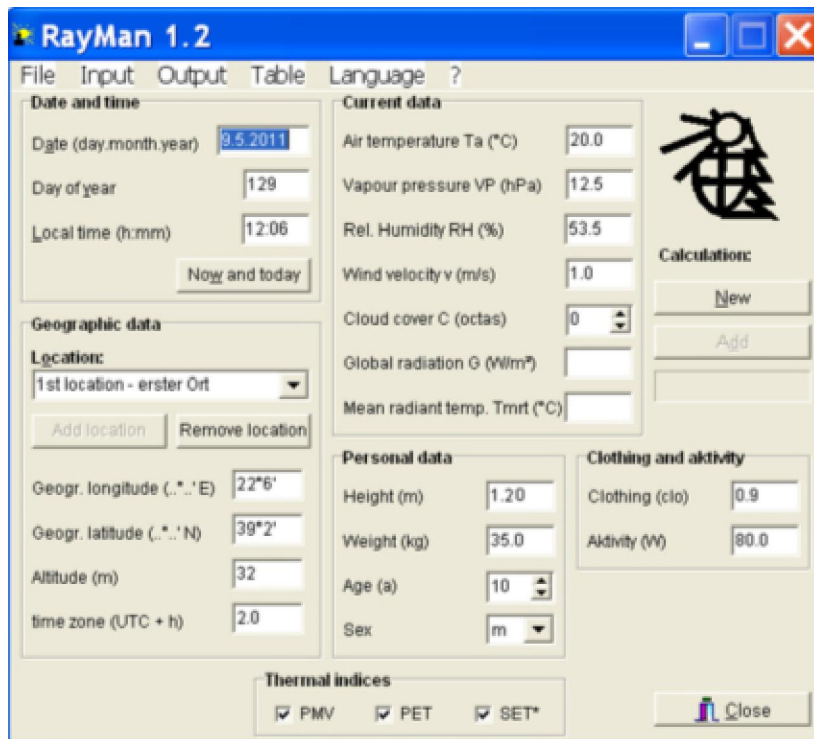 RayMan 1.2
File Input Output Table Language ?
Date and time
Date (day.month.year) 9.5.2011
Day of year 129
Local time (h:mm) 12:06
Now and today
Geographic data
Location:
1st location - erster Ort
Add location Remove location
Geogr. longitude (..°..' E) 22°6'
Geogr. latitude (..°..' N) 39°2'
Altitude (m) 32
time zone (UTC + h) 2.0
Current data
Air temperature Ta (°C) 20.0
Vapour pressure VP (hPa) 12.5
Rel. Humidity RH (%) 53.5
Wind velocity v (m/s) 1.0
Cloud cover C (octas) 0
Global radiation G (W/m²)
Mean radiant temp. Tmrt (°C)
Calculation:
New
Add
Personal data
Height (m) 1.20
Weight (kg) 35.0
Age (a) 10
Sex m
Clothing and aktivity
Clothing (clo) 0.9
Aktivity (W) 80.0
Thermal indices
PMV PET SET*
Close